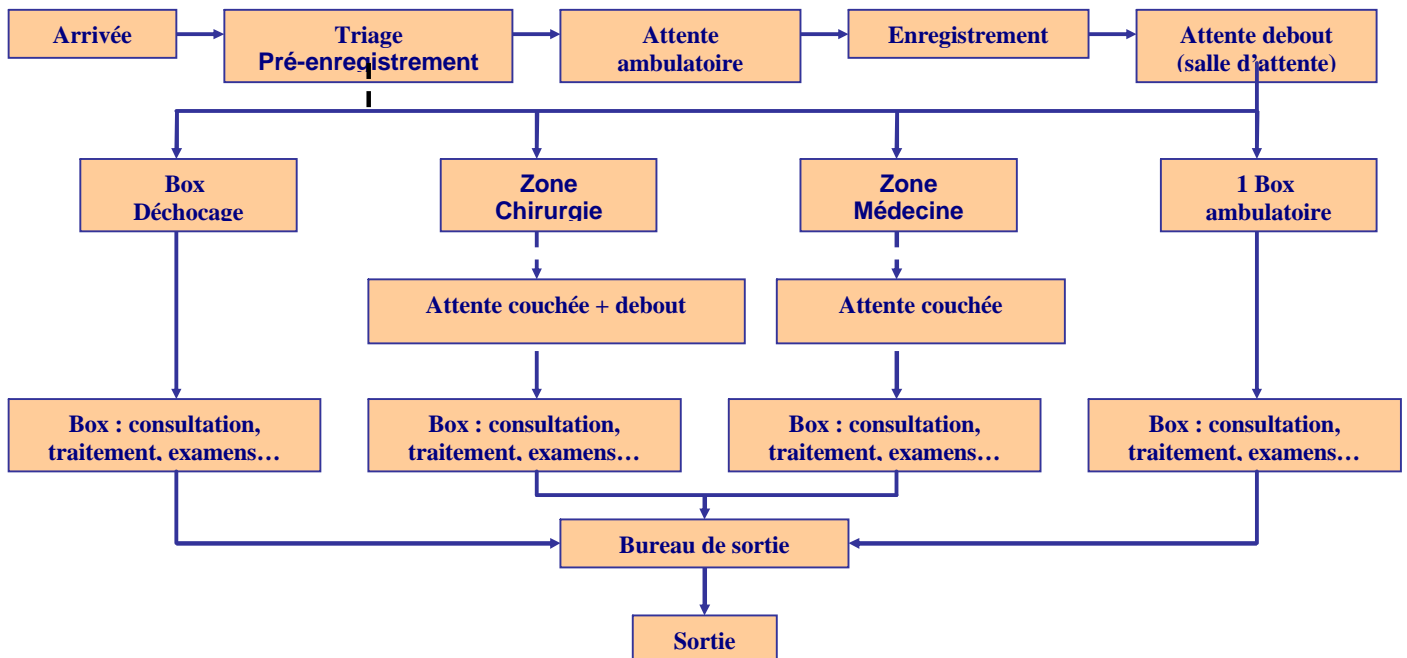 Arrivée
Triage
Pré-enregistrement
Attente
ambulatoire
Enregistrement
Attente debout
(salle d'attente)
Box
Déchocage
Zone
Chirurgie
Zone
Médecine
1 Box
ambulatoire
Attente couchée + debout
Attente couchée
Box : consultation,
traitement, examens…
Box : consultation,
traitement, examens…
Box : consultation,
traitement, examens…
Box : consultation,
traitement, examens…
Bureau de sortie
Sortie